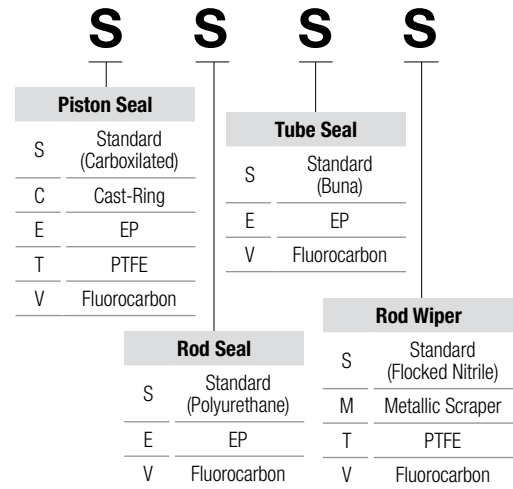 S S S S
Piston Seal
S Standard
(Carboxilated)
C Cast-Ring
E EP
T PTFE
V Fluorocarbon
Tube Seal
S Standard
(Buna)
E EP
V Fluorocarbon
Rod Seal
S Standard
(Polyurethane)
E EP
V Fluorocarbon
Rod Wiper
S Standard
(Flocked Nitrile)
M Metallic Scraper
T PTFE
V Fluorocarbon